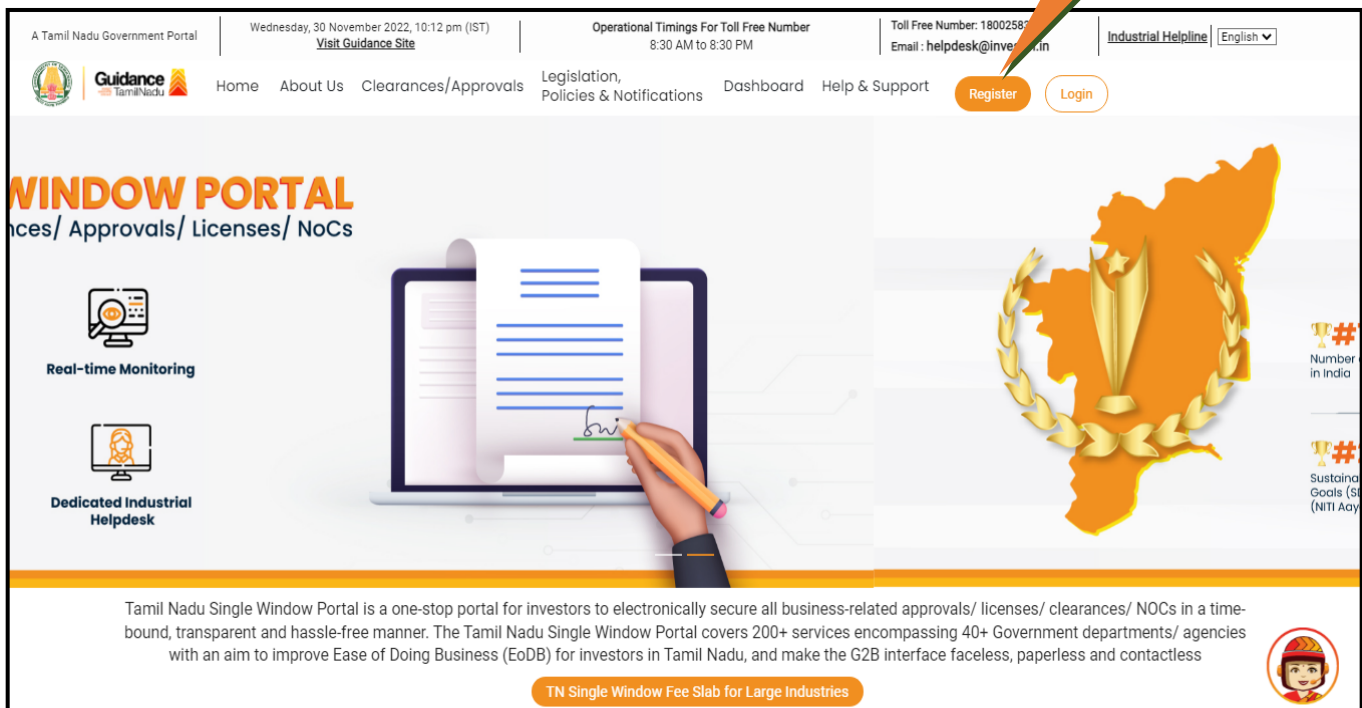 A Tamil Nadu Government Portal
Wednesday, 30 November 2022, 10:12 pm (IST)
Visit Guidance Site
Operational Timings For Toll Free Number
8:30 AM to 8:30 PM
Toll Free Number:
Email : helpdesk@
Industrial Helpline
English
Guidance
TamilNadu
Home
About Us
Clearances/Approvals
Legislation,
Policies & Notifications
Dashboard
Help & Support
Register
Login
WINDOW PORTAL
nces/ Approvals/ Licenses/ NoCs
Real-time Monitoring
Dedicated Industrial
Helpdesk
Number
in India
Goals
(NITI
Tamil Nadu Single Window Portal is a one-stop portal for investors to electronically secure all business-related approvals/ licenses/ clearances/ NOCs in a time-
bound, transparent and hassle-free manner. The Tamil Nadu Single Window Portal covers 200+ services encompassing 40+ Government departments/ agencies
with an aim to improve Ease of Doing Business (EoDB) for investors in Tamil Nadu, and make the G2B interface faceless, paperless and contactless
TN Single Window Fee Slab for Large Industries